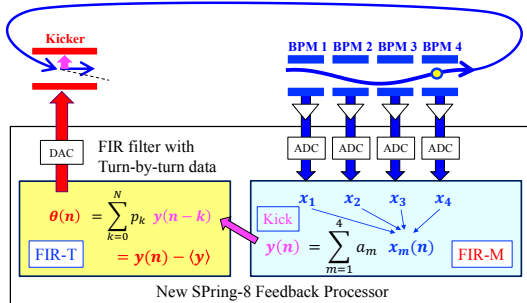 Kicker
BPM 1 BPM 2 BPM 3 BPM 4
DAC
FIR filter with
Turn-by-turn data
ADC ADC ADC ADC
θ(n) = ∑_{k=0}^{N} p_k y(n − k)
= y(n) − ⟨y⟩
FIR-T
x₁ x₂ x₃ x₄
Kick
y(n) = ∑_{m=1}^{4} a_m x_m(n)
FIR-M
New SPring-8 Feedback Processor